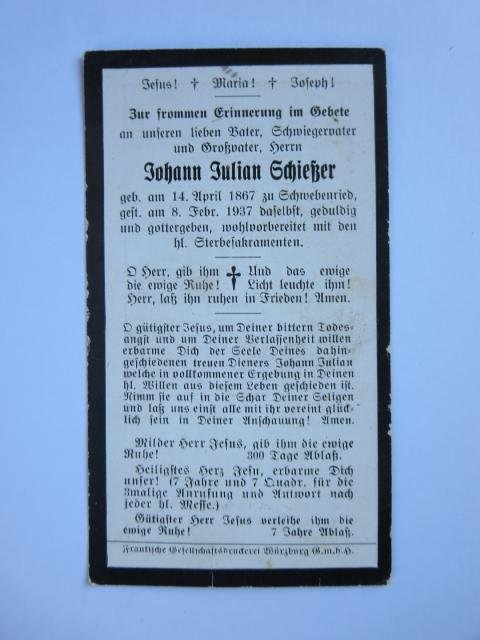 Jesus! † Maria! † Joseph!
Zur frommen Erinnerung im Gebete
an unseren lieben Vater, Schwiegervater
und Großvater, Herrn
Johann Julian Schießer
geb. am 14. April 1867 zu Schwebenried,
gest. am 8. Febr. 1937 daselbst, geduldig
und gottergeben, wohlvorbereitet mit den
hl. Sterbesakramenten.
O Herr, gib ihm † Und das ewige
die ewige Ruhe! Licht leuchte ihm!
Herr, laß ihn ruhen in Frieden! Amen.
O gütigster Jesus, um Deiner bittern Todes-
angst und um Deiner Verlassenheit willen
erbarme Dich der Seele Deines dahin-
geschiedenen treuen Dieners Johann Julian
welche in vollkommener Ergebung in Deinen
hl. Willen aus diesem Leben geschieden ist.
Nimm sie auf in die Schar Deiner Seligen
und laß uns einst alle mit ihr vereint glück-
lich sein in Deiner Anschauung! Amen.
Milder Herr Jesus, gib ihm die ewige
Ruhe! 300 Tage Ablaß.
Heiligstes Herz Jesu, erbarme Dich
unser! (7 Jahre und 7 Quadr. für die
3malige Anrufung und Antwort nach
jeder hl. Messe.)
Gütigster Herr Jesus verleihe ihm die
ewige Ruhe! 7 Jahre Ablaß.
Fränkische Gesellschaftsdruckerei Würzburg G.m.b.H.